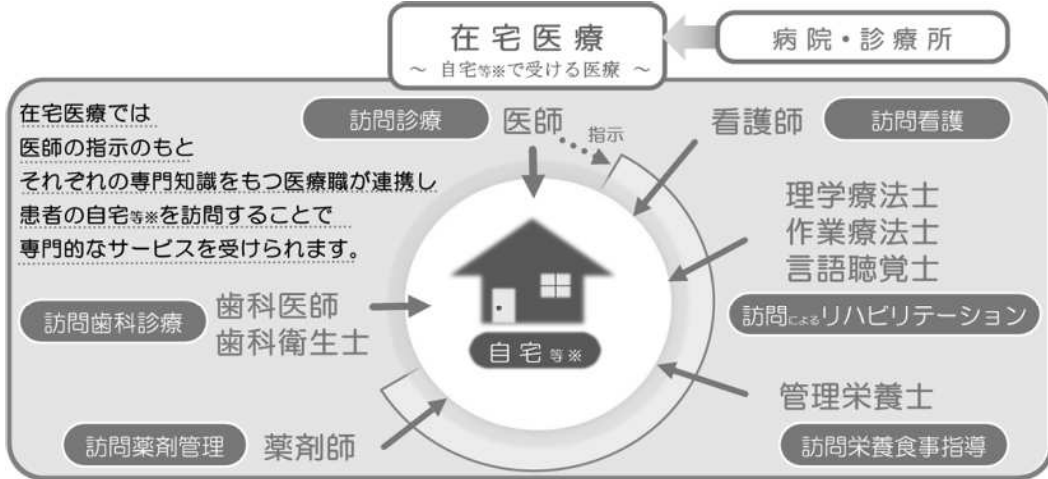 在宅医療
～ 自宅等※で受ける医療 ～
病院・診療所
在宅医療では
医師の指示のもと
それぞれの専門知識をもつ医療職が連携し
患者の自宅等※を訪問することで
専門的なサービスを受けられます。
訪問診療
医師
指示
看護師
訪問看護
理学療法士
作業療法士
言語聴覚士
訪問によるリハビリテーション
訪問歯科診療
歯科医師
歯科衛生士
自宅等※
管理栄養士
訪問栄養食事指導
訪問薬剤管理
薬剤師